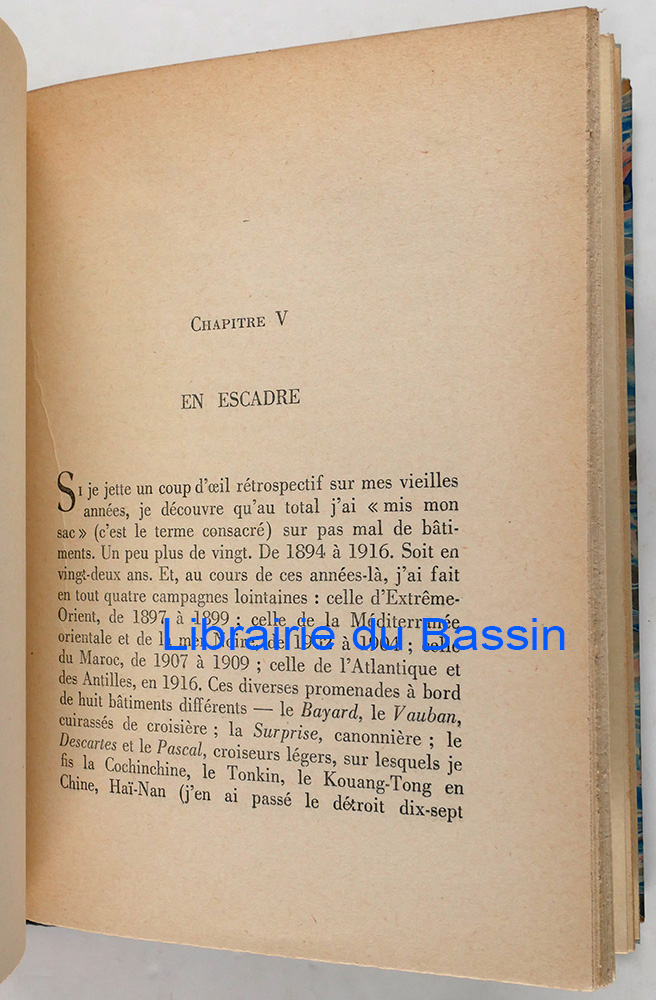 CHAPITRE V
EN ESCADRE
SI je jette un coup d'œil rétrospectif sur mes vieilles
années, je découvre qu'au total j'ai « mis mon
sac » (c'est le terme consacré) sur pas mal de bâti-
ments. Un peu plus de vingt. De 1894 à 1916. Soit en
vingt-deux ans. Et, au cours de ces années-là, j'ai fait
en tout quatre campagnes lointaines : celle d'Extrême-
Orient, de 1897 à 1899 ; celle de la Méditerranée
orientale et de la mer Noire, de 1902 à 1904 ; celle
Librairie du Bassin
du Maroc, de 1907 à 1909 ; celle de l'Atlantique et
des Antilles, en 1916. Ces diverses promenades à bord
de huit bâtiments différents — le Bayard, le Vauban,
cuirassés de croisière ; la Surprise, canonnière ; le
Descartes et le Pascal, croiseurs légers, sur lesquels je
fis la Cochinchine, le Tonkin, le Kouang-Tong en
Chine, Haï-Nan (j'en ai passé le détroit dix-sept